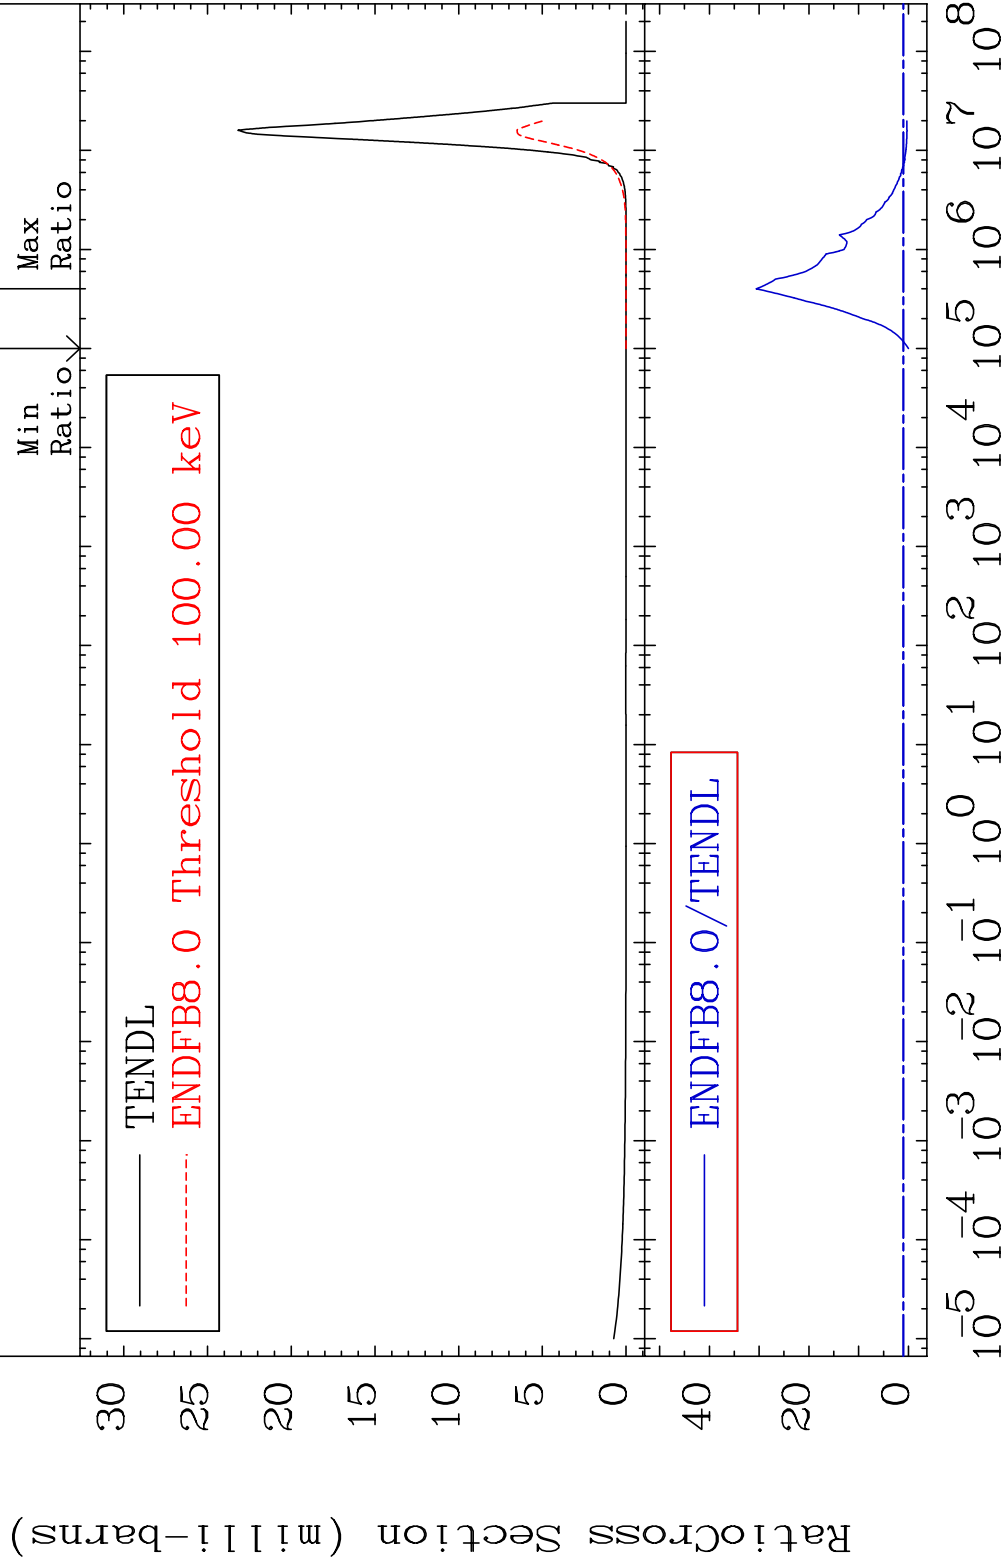 Min
Ratio
Max
Ratio
TENDL
ENDFB8.0 Threshold 100.00 keV
30
25
20
15
10
5
0
Cross Section (milli-barns)
ENDFB8.0/TENDL
40
20
0
Ratio
10⁻⁵ 10⁻⁴ 10⁻³ 10⁻² 10⁻¹ 10⁰ 10¹ 10² 10³ 10⁴ 10⁵ 10⁶ 10⁷ 10⁸